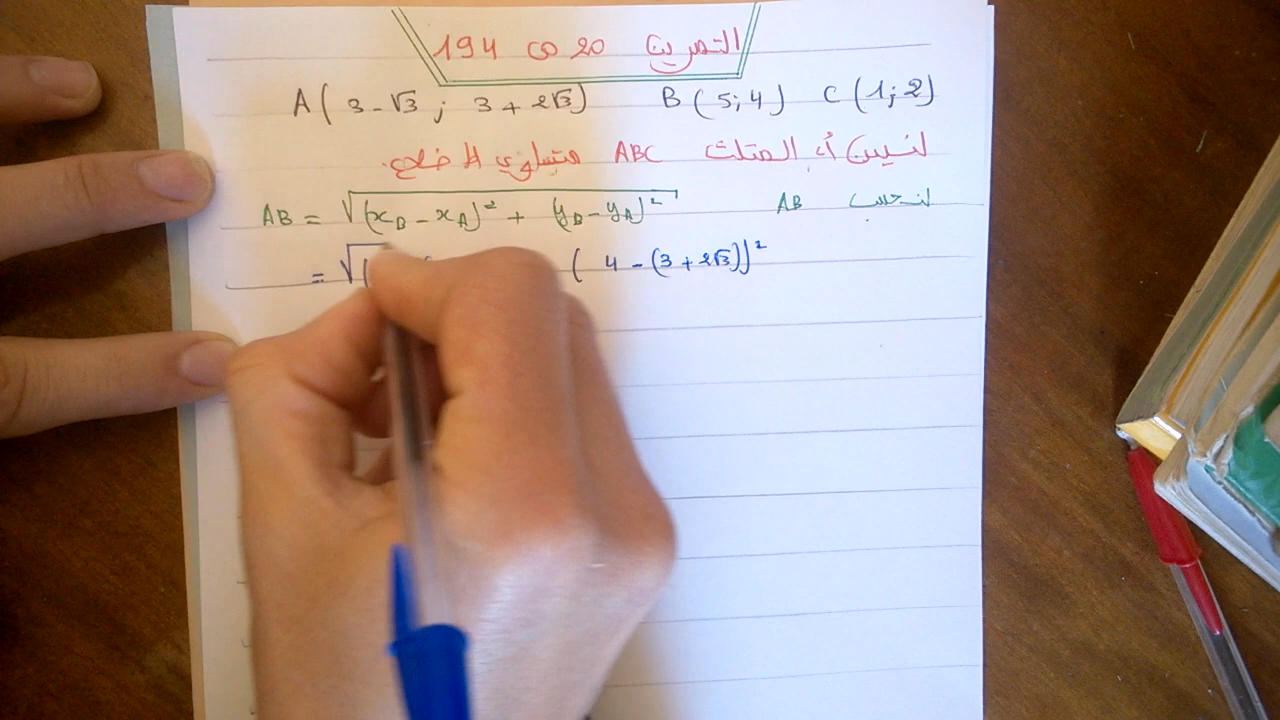 التمرين 20 ص 194
A( 3 - √3 ; 3 + 2√3 ) B ( 5 ; 4 ) C ( 1 ; 2 )
لنبين أن المثلث ABC متساوي الأضلاع.
لنحسب AB
AB = √(x_B - x_A)² + (y_B - y_A)²
= √( ( 4 - (3 + 2√3))²